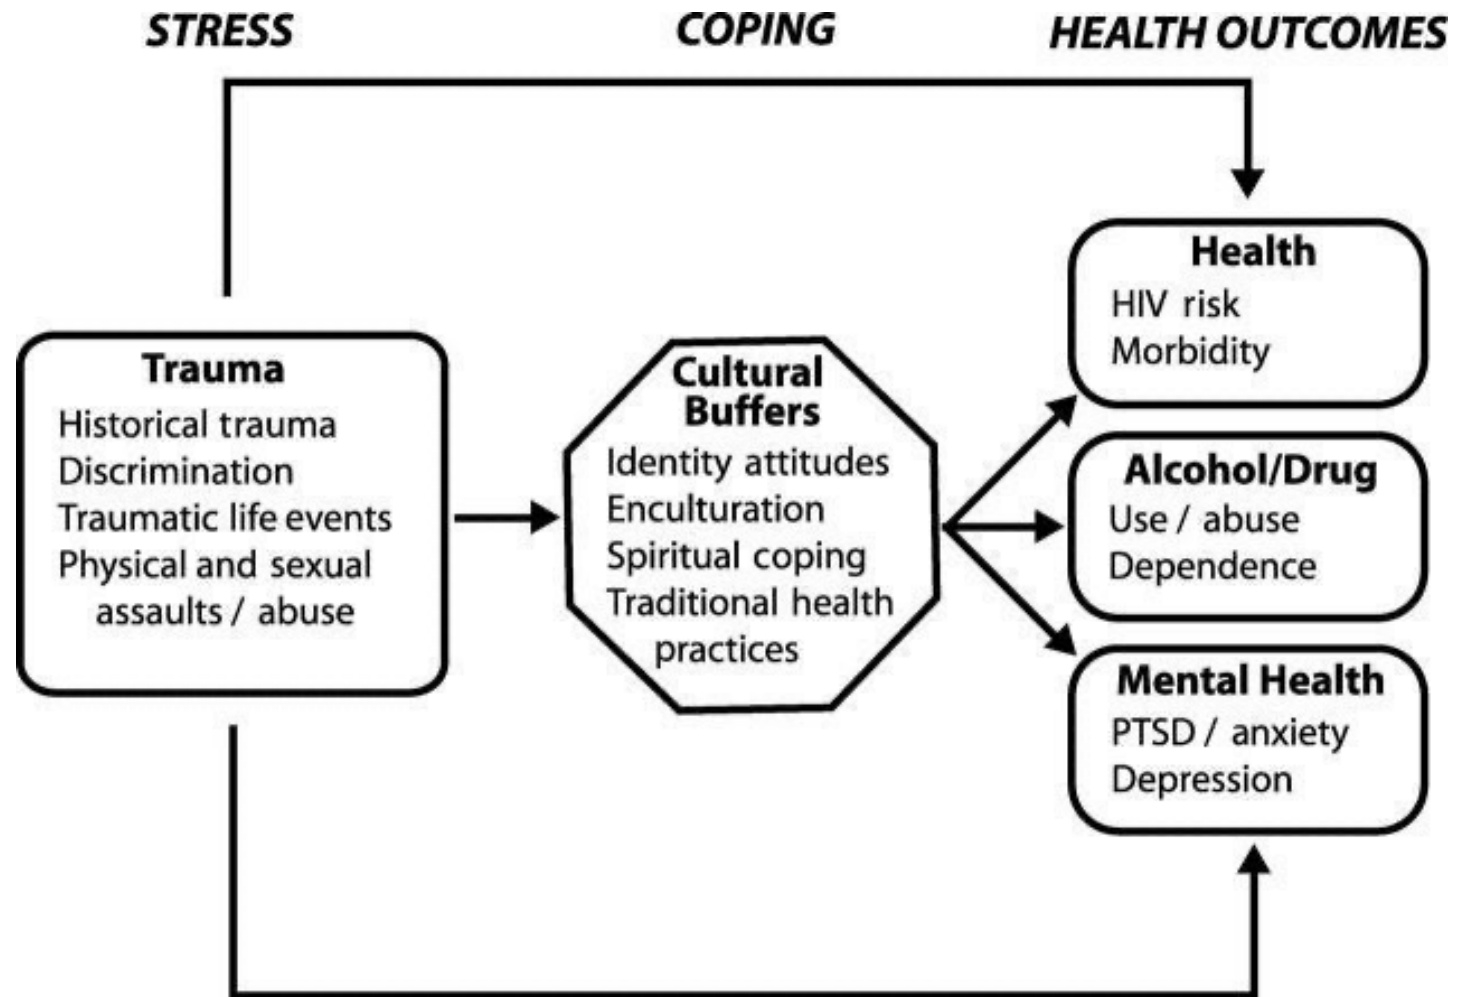 STRESS
COPING
HEALTH OUTCOMES
Trauma
Historical trauma
Discrimination
Traumatic life events
Physical and sexual
assaults / abuse
Cultural
Buffers
Identity attitudes
Enculturation
Spiritual coping
Traditional health
practices
Health
HIV risk
Morbidity
Alcohol/Drug
Use / abuse
Dependence
Mental Health
PTSD / anxiety
Depression